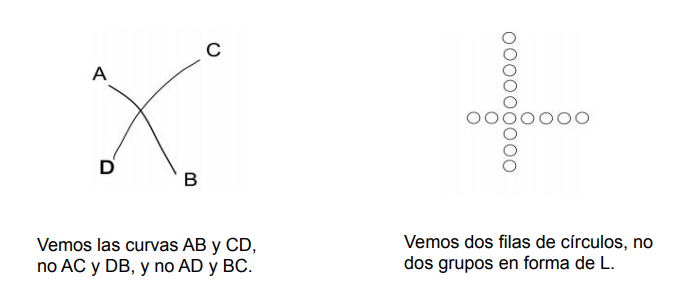 A
C
D
B
Vemos las curvas AB y CD,
no AC y DB, y no AD y BC.
Vemos dos filas de círculos, no
dos grupos en forma de L.